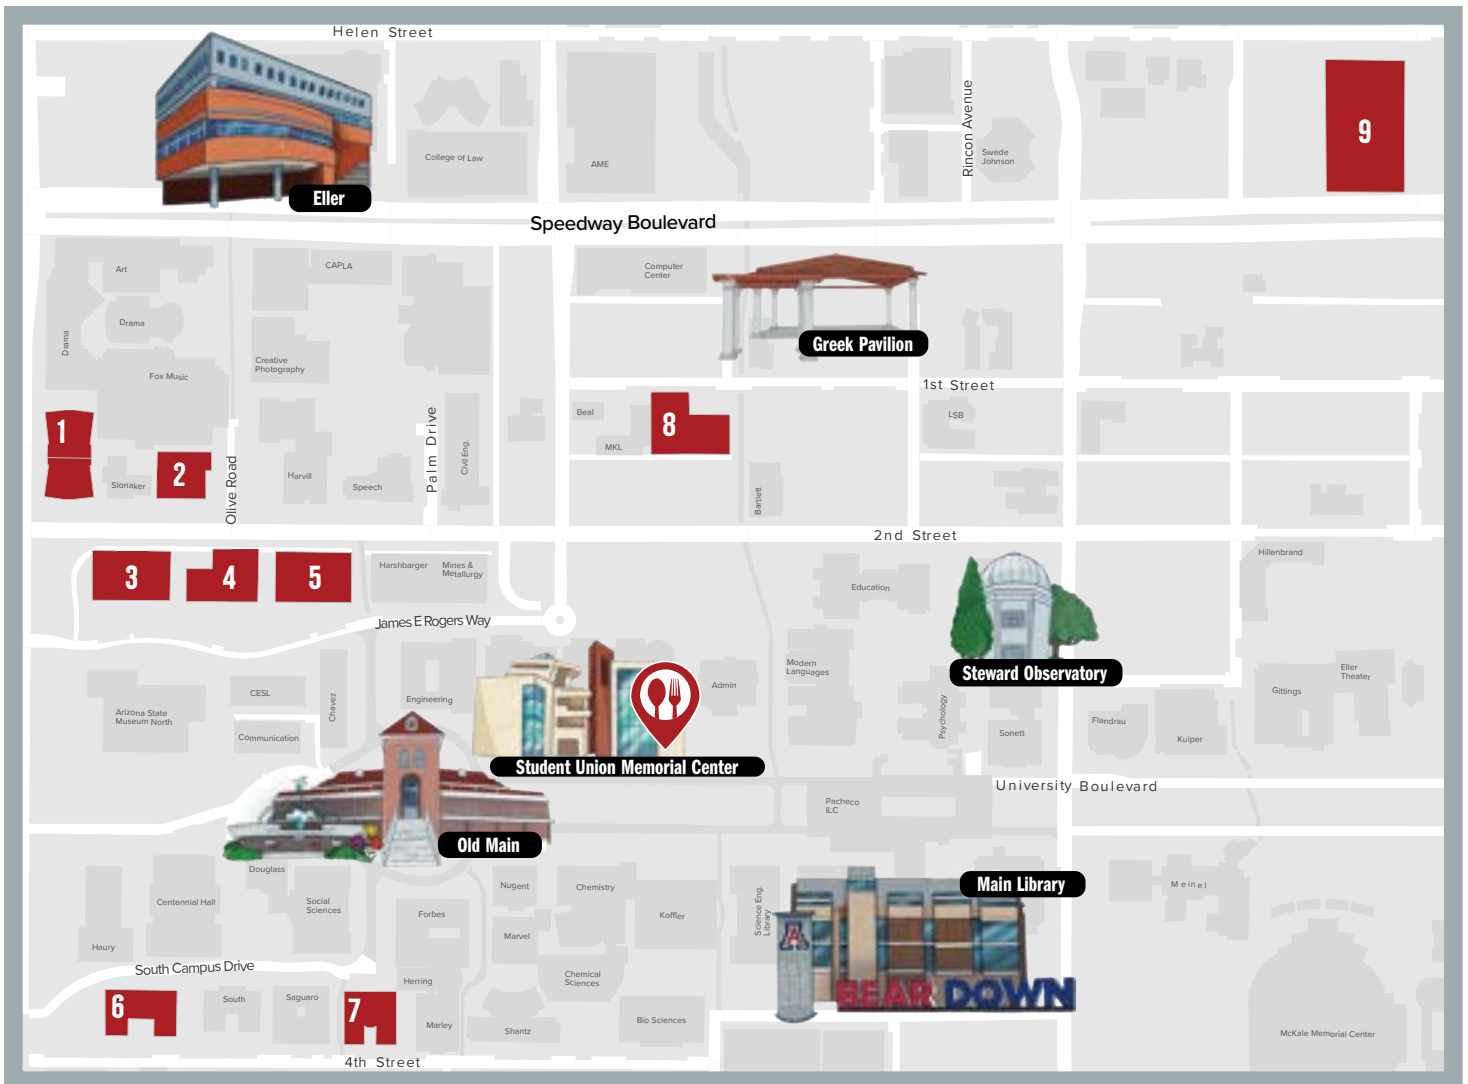 Helen Street
Eller
College of Law
AME
Rincon Avenue
Swede
Johnson
9
Speedway Boulevard
Art
CAPLA
Computer
Center
Drama
Drama
Greek Pavilion
Creative
Photography
Fox Music
1st Street
Palm Drive
1
Beal
8
LSB
MKL
Civil Eng.
Harvill
2
Slonaker
Speech
Olive Road
Bartlett
2nd Street
Hillenbrand
3
4
5
Harshbarger
Mines &
Metallurgy
Education
James E Rogers Way
Modern
Languages
Steward Observatory
Eller
Theater
Admin
CESL
Engineering
Gittings
Chavez
Arizona State
Museum North
Psychology
Flandrau
Sonett
Communication
Kuiper
Student Union Memorial Center
University Boulevard
Pacheco
ILC
Old Main
Douglass
Main Library
Nugent
Chemistry
Meinel
Centennial Hall
Social
Sciences
Forbes
Koffler
Science Eng.
Library
A
Marvel
Haury
South Campus Drive
Herring
Chemical
Sciences
BEAR DOWN
6
South
Saguaro
7
Marley
Shantz
Bio Sciences
McKale Memorial Center
4th Street